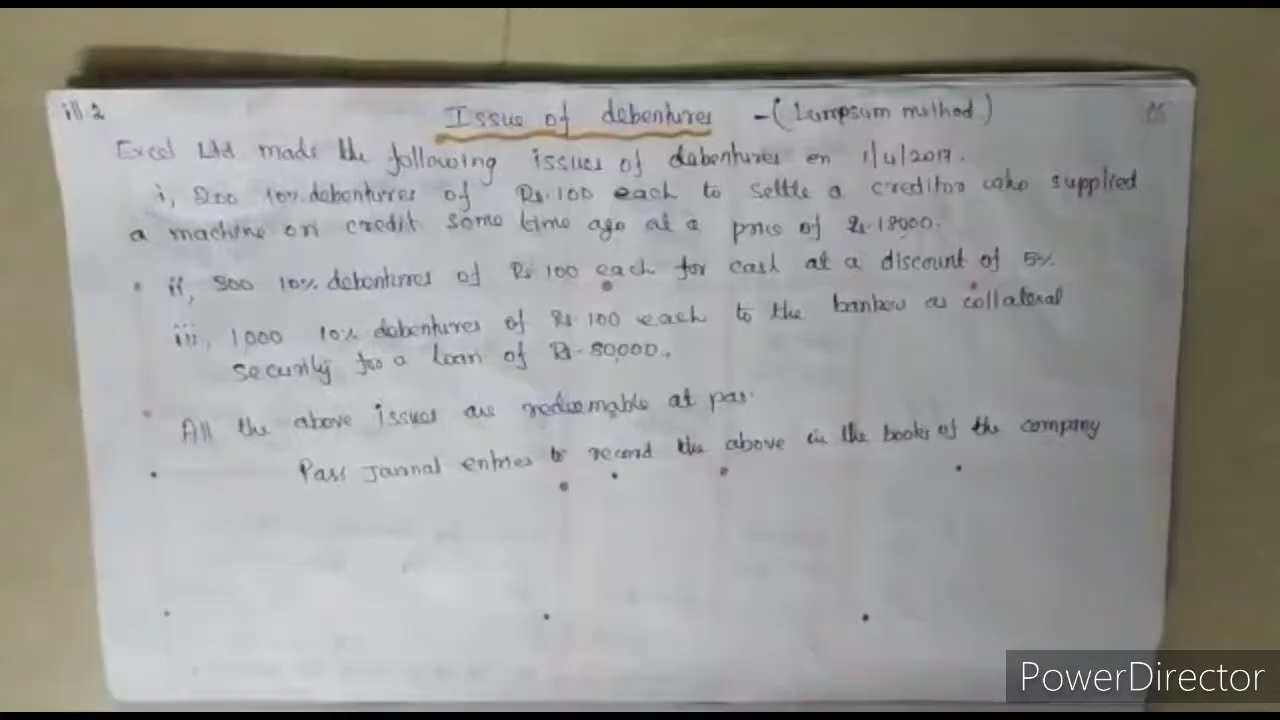 ill.2 Issue of debentures - (Lumpsum method)
Excel Ltd made the following issues of debentures on 1/4/2017.
i, 200 10% debentures of Rs.100 each to settle a creditor who supplied
a machine on credit some time ago at a price of Rs.18000.
ii, 300 10% debentures of Rs 100 each for cash at a discount of 5%
iii, 1000 10% debentures of Rs.100 each to the banker as collateral
security for a loan of Rs.80,000.
All the above issues are redeemable at par.
Pass Jannal entries to record the above in the books of the company
PowerDirector